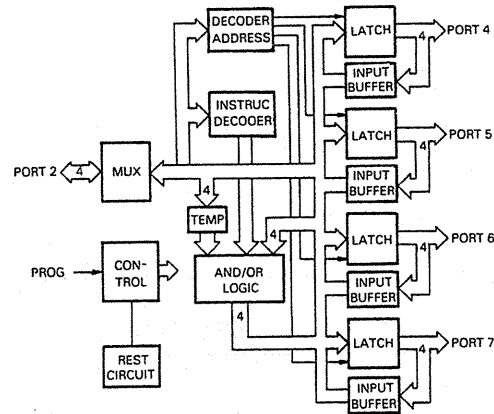 DECODER
ADDRESS
LATCH
PORT 4
4
INPUT
BUFFER
INSTRUC
DECODER
LATCH
PORT 5
4
PORT 2
4
MUX
INPUT
BUFFER
4
TEMP
4
LATCH
PORT 6
4
PROG
CON-
TROL
AND/OR
LOGIC
INPUT
BUFFER
4
LATCH
PORT 7
4
REST
CIRCUIT
INPUT
BUFFER